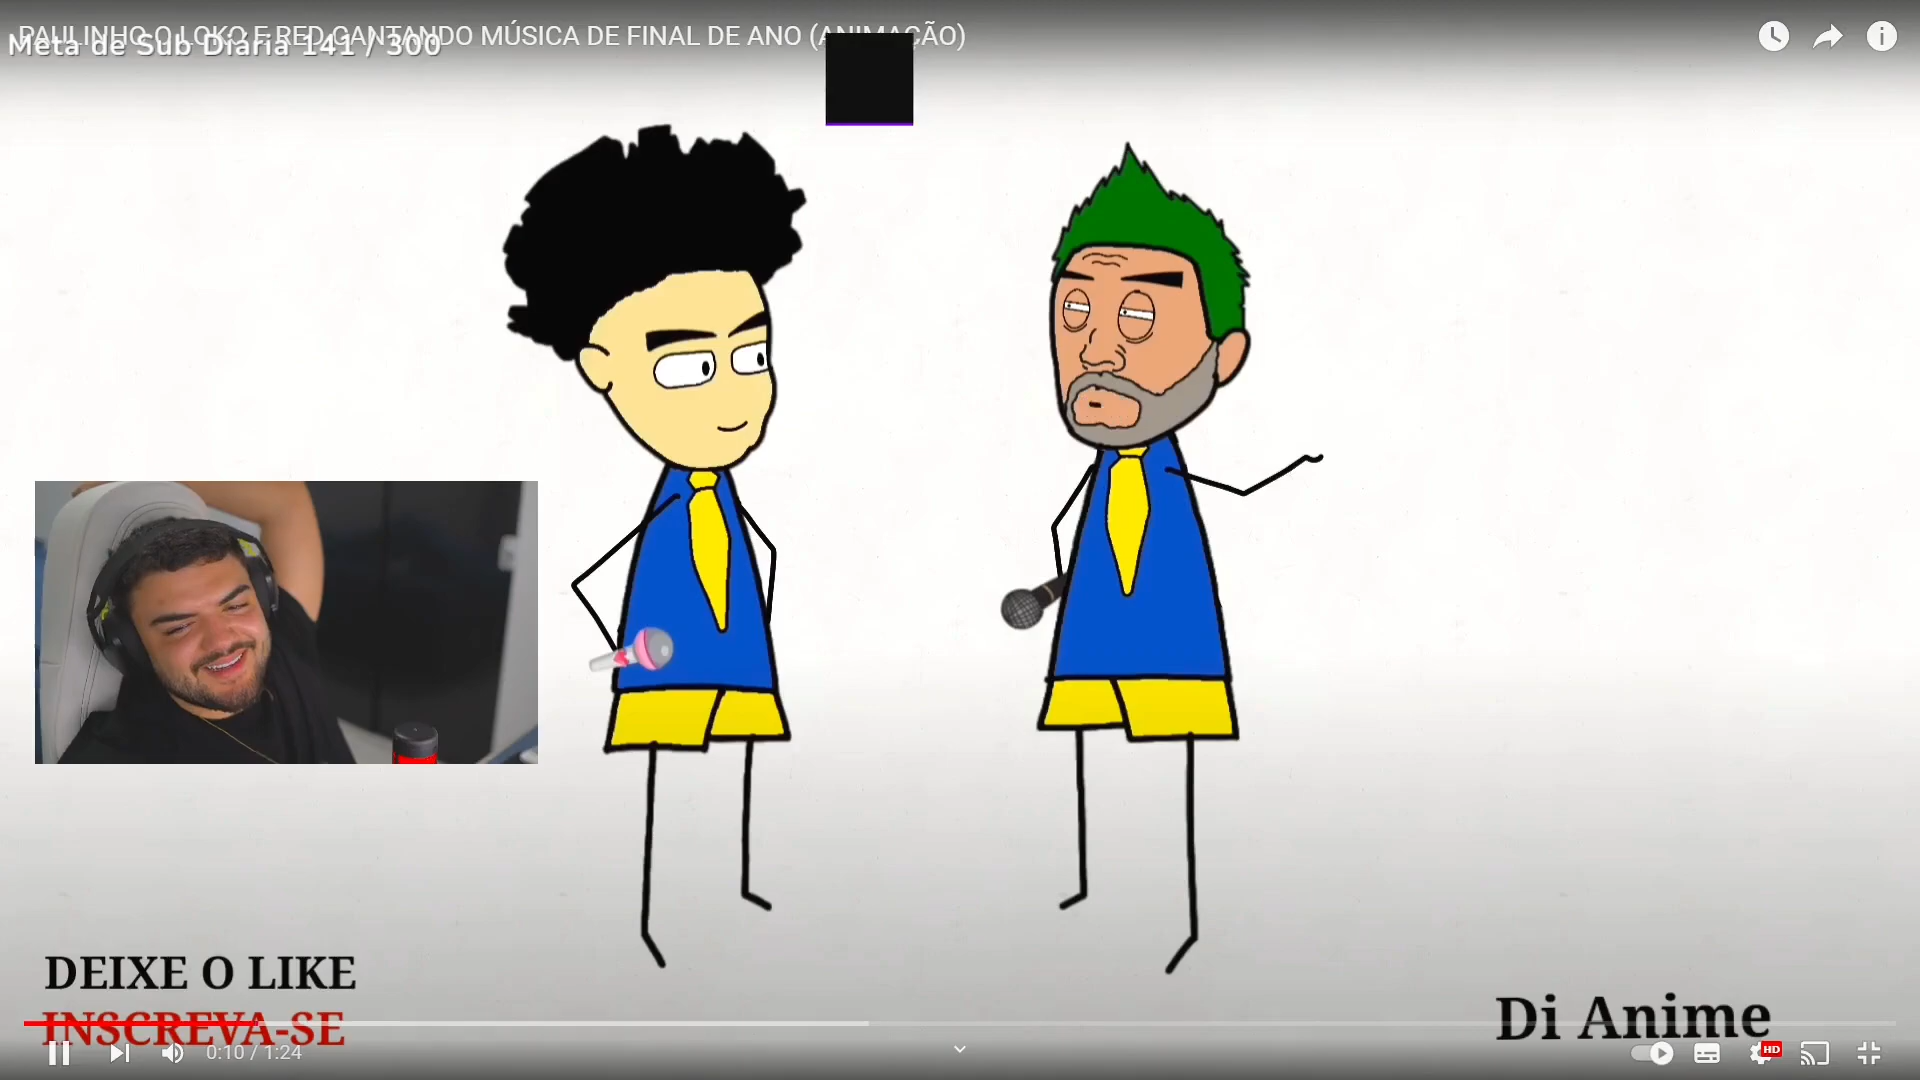 PAULINHO O LOKO E RED CANTANDO MÚSICA DE FINAL DE ANO (ANIMAÇÃO)
Meta de Sub Diária 141 / 300
DEIXE O LIKE
INSCREVA-SE
Di Anime
0:10 / 1:24
HD